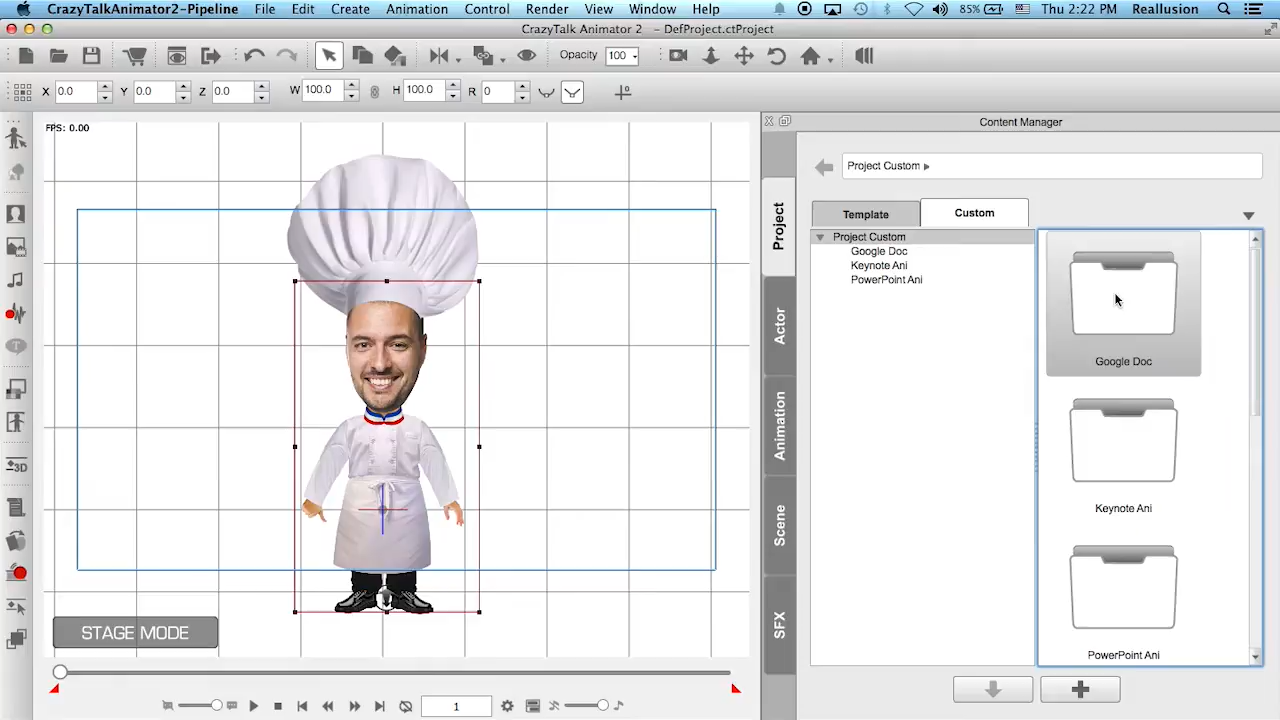 CrazyTalkAnimator2-Pipeline File Edit Create Animation Control Render View Window Help 85% Thu 2:22 PM Reallusion
CrazyTalk Animator 2 - DefProject.ctProject
Opacity 100
X 0.0 Y 0.0 Z 0.0 W 100.0 H 100.0 R 0
Content Manager
FPS: 0.00
Project Custom
Template Custom
Project Custom
Google Doc
Keynote Ani
PowerPoint Ani
Project
Actor
Animation
Scene
SFX
Google Doc
Keynote Ani
PowerPoint Ani
3D
STAGE MODE
1